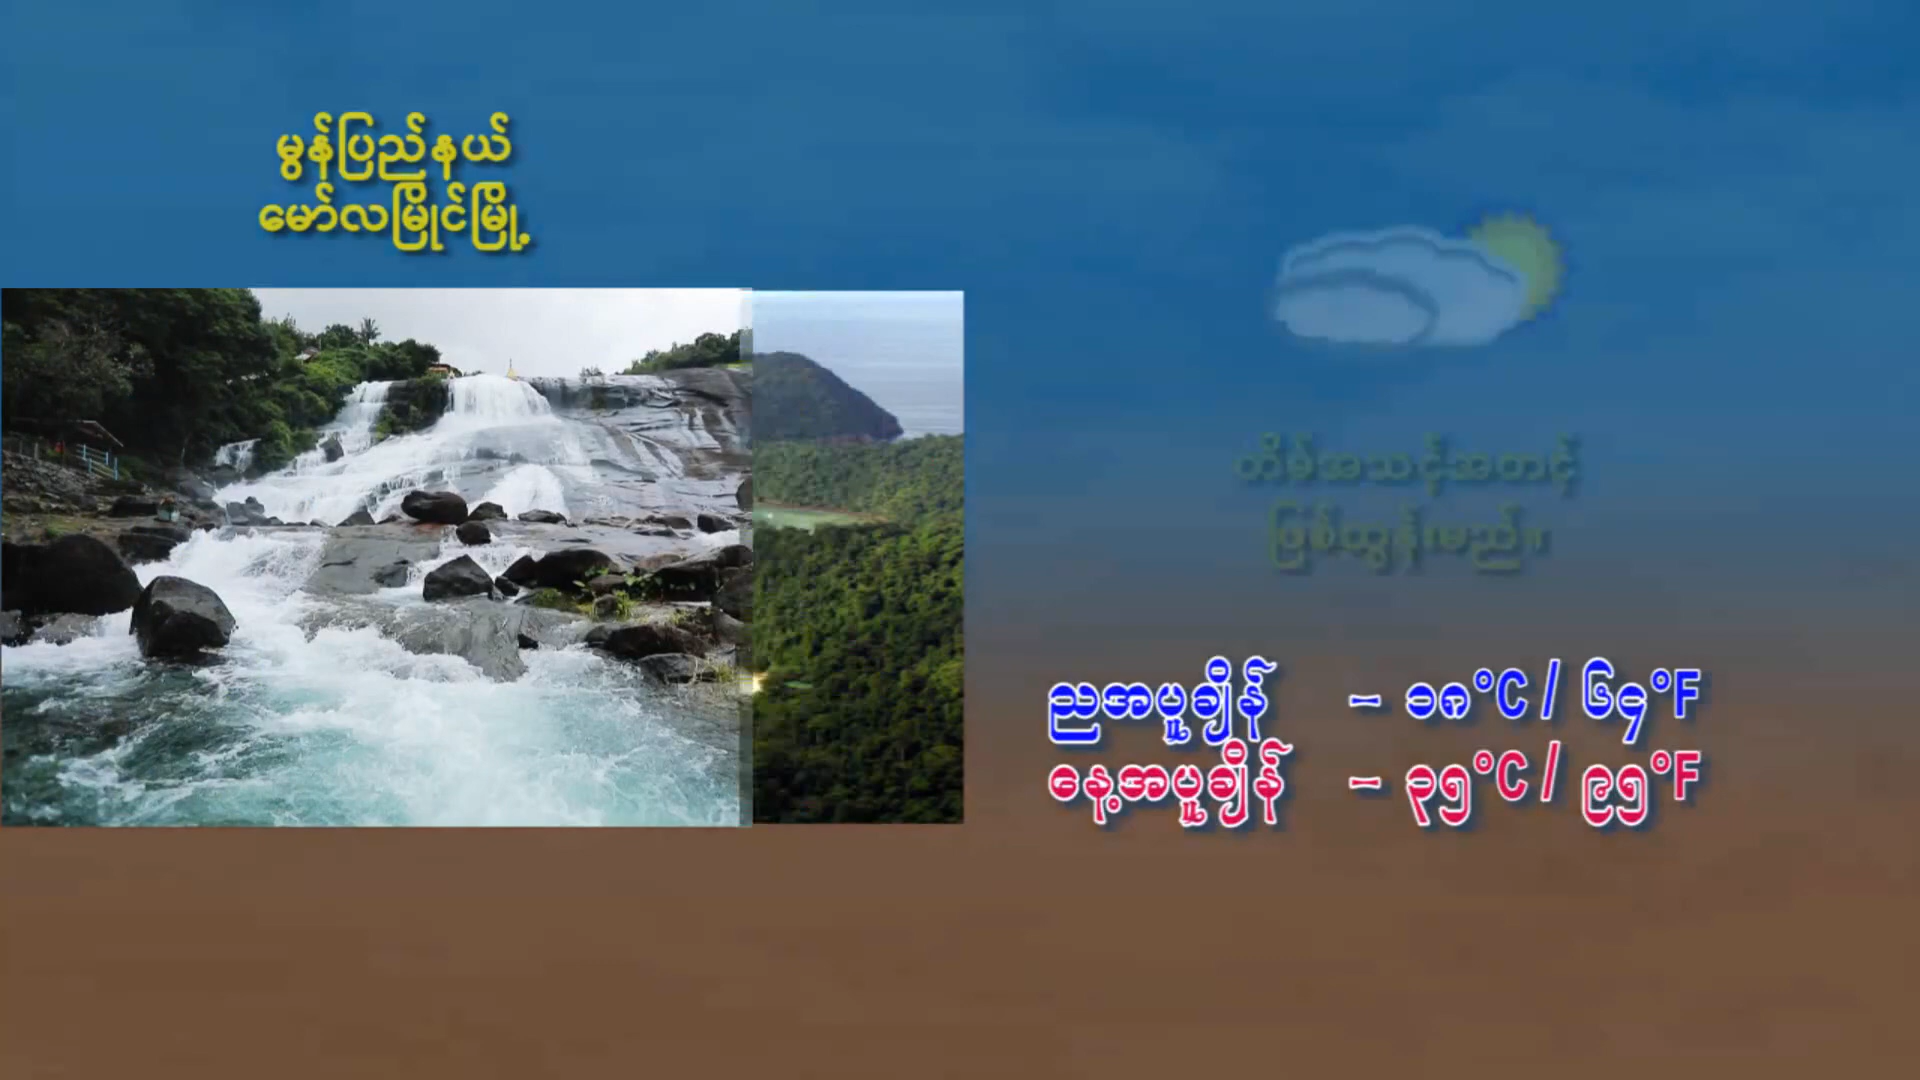 မွန်ပြည်နယ်
မော်လမြိုင်မြို့
တိမ်အသင့်အတင့်
ဖြစ်ထွန်းမည်။
ညအပူချိန် - ၁၈°C / ၆၄°F
နေ့အပူချိန် - ၃၅°C / ၉၅°F